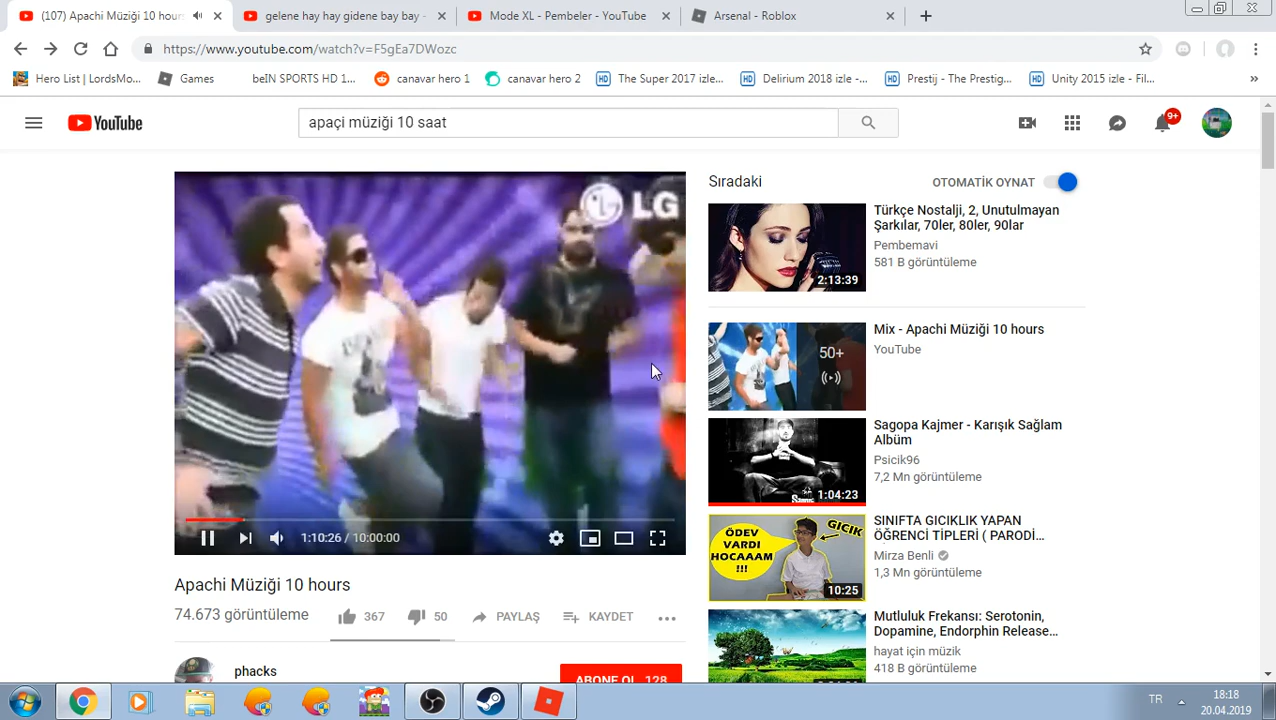 (107) Apaçi Müziği 10 hours
gelene hay hay gidene bay bay -
Mode XL - Pembeler - YouTube
Arsenal - Roblox
https://www.youtube.com/watch?v=F5gEa7DWozc
Hero List | LordsMo...
Games
beIN SPORTS HD 1...
canavar hero 1
canavar hero 2
The Super 2017 izle...
Delirium 2018 izle -...
Prestij - The Prestig...
Unity 2015 izle - Fil...
YouTube
apaçi müziği 10 saat
9+
LG
1:10:26 / 10:00:00
Apachi Müziği 10 hours
74.673 görüntüleme
367
50
PAYLAŞ
KAYDET
phacks
ABONE OL 128
Sıradaki
OTOMATİK OYNAT
Türkçe Nostalji, 2, Unutulmayan
Şarkılar, 70ler, 80ler, 90lar
Pembemavi
581 B görüntüleme
2:13:39
Mix - Apachi Müziği 10 hours
YouTube
50+
Sagopa Kajmer - Karışık Sağlam
Albüm
Psicik96
7,2 Mn görüntüleme
1:04:23
SINIFTA GICIKLIK YAPAN
ÖĞRENCİ TİPLERİ ( PARODİ...
Mirza Benli
1,3 Mn görüntüleme
ÖDEV
VARDI
HOCAAAM
!!!
GICIK
10:25
Mutluluk Frekansı: Serotonin,
Dopamine, Endorphin Release...
hayat için müzik
418 B görüntüleme
TR
18:18
20.04.2019